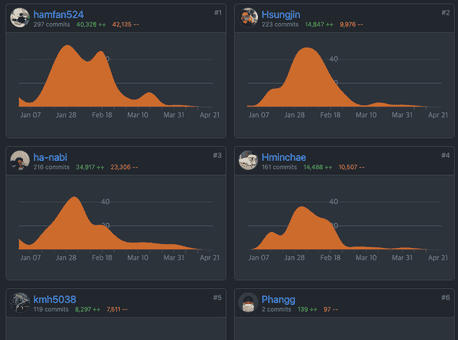 hamfan524 #1
297 commits 40,326 ++ 42,135 --
40
20
Jan 07 Jan 28 Feb 18 Mar 10 Mar 31 Apr 21
Hsungjin #2
223 commits 14,847 ++ 9,976 --
40
20
Jan 07 Jan 28 Feb 18 Mar 10 Mar 31 Apr 21
ha-nabi #3
216 commits 34,917 ++ 23,306 --
40
20
Jan 07 Jan 28 Feb 18 Mar 10 Mar 31 Apr 21
Hminchae #4
161 commits 14,488 ++ 10,507 --
40
20
Jan 07 Jan 28 Feb 18 Mar 10 Mar 31 Apr 21
kmh5038 #5
119 commits 8,297 ++ 7,511 --
Phangg #6
2 commits 139 ++ 97 --